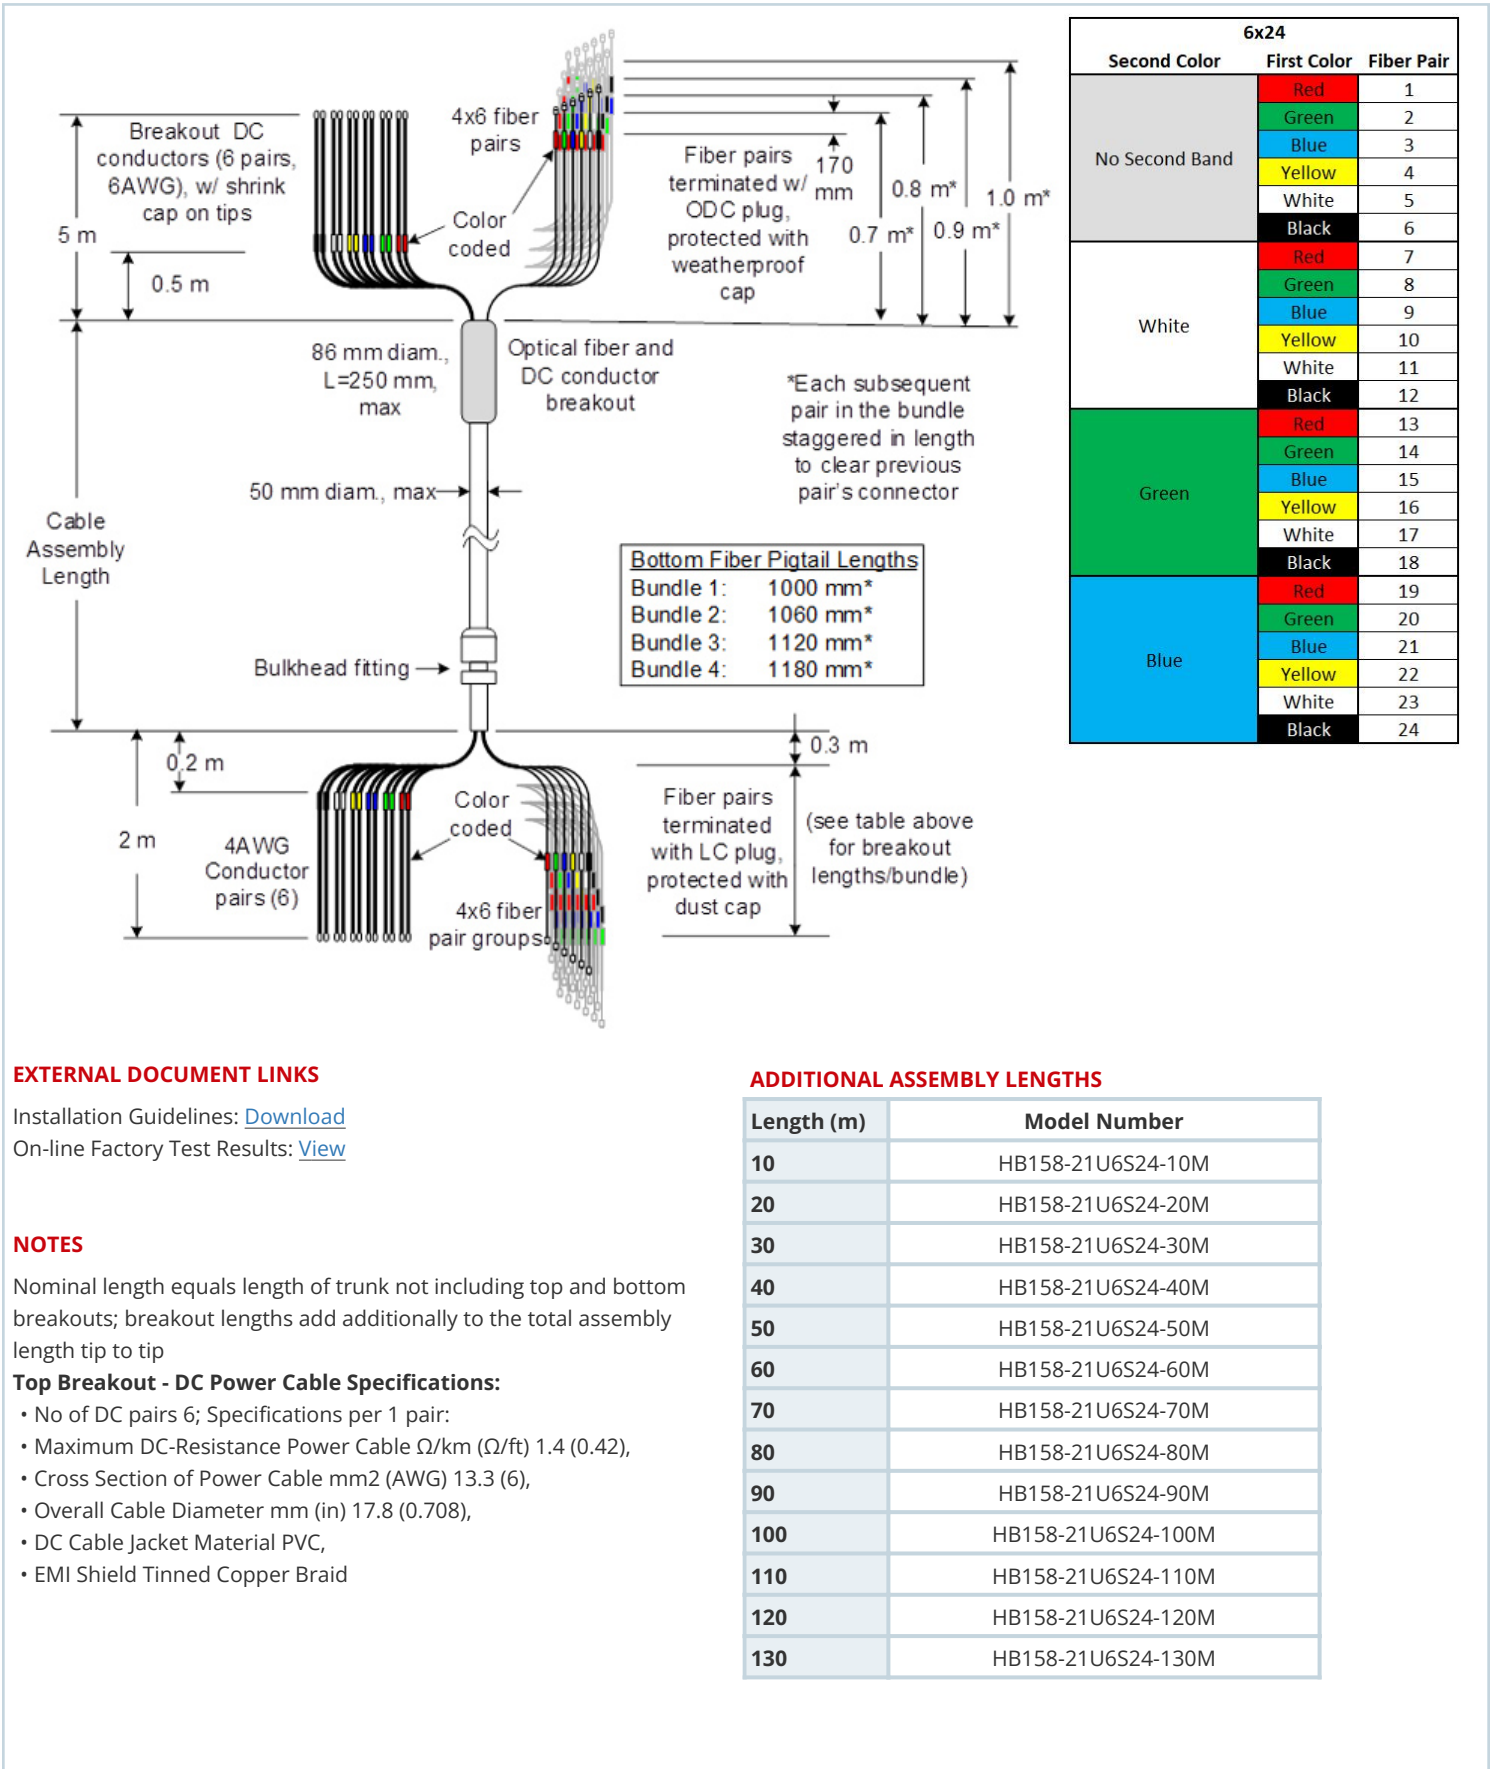 Breakout DC
conductors (6 pairs,
6AWG), w/ shrink
cap on tips
5 m
0.5 m
Color
coded
4x6 fiber
pairs
Fiber pairs
terminated w/
ODC plug,
protected with
weatherproof
cap
170
mm
0.7 m*
0.8 m*
0.9 m*
1.0 m*
86 mm diam.,
L=250 mm,
max
Optical fiber and
DC conductor
breakout
*Each subsequent
pair in the bundle
staggered in length
to clear previous
pair's connector
50 mm diam., max
Cable
Assembly
Length
Bottom Fiber Pigtail Lengths
Bundle 1: 1000 mm*
Bundle 2: 1060 mm*
Bundle 3: 1120 mm*
Bundle 4: 1180 mm*
Bulkhead fitting
0.2 m
0.3 m
2 m
4AWG
Conductor
pairs (6)
Color
coded
4x6 fiber
pair groups
Fiber pairs
terminated
with LC plug,
protected with
dust cap
(see table above
for breakout
lengths/bundle)
6x24
Second Color First Color Fiber Pair
No Second Band
Red 1
Green 2
Blue 3
Yellow 4
White 5
Black 6
White
Red 7
Green 8
Blue 9
Yellow 10
White 11
Black 12
Green
Red 13
Green 14
Blue 15
Yellow 16
White 17
Black 18
Blue
Red 19
Green 20
Blue 21
Yellow 22
White 23
Black 24
EXTERNAL DOCUMENT LINKS
Installation Guidelines: Download
On-line Factory Test Results: View
NOTES
Nominal length equals length of trunk not including top and bottom
breakouts; breakout lengths add additionally to the total assembly
length tip to tip
Top Breakout - DC Power Cable Specifications:
• No of DC pairs 6; Specifications per 1 pair:
• Maximum DC-Resistance Power Cable Ω/km (Ω/ft) 1.4 (0.42),
• Cross Section of Power Cable mm2 (AWG) 13.3 (6),
• Overall Cable Diameter mm (in) 17.8 (0.708),
• DC Cable Jacket Material PVC,
• EMI Shield Tinned Copper Braid
ADDITIONAL ASSEMBLY LENGTHS
Length (m) Model Number
10 HB158-21U6S24-10M
20 HB158-21U6S24-20M
30 HB158-21U6S24-30M
40 HB158-21U6S24-40M
50 HB158-21U6S24-50M
60 HB158-21U6S24-60M
70 HB158-21U6S24-70M
80 HB158-21U6S24-80M
90 HB158-21U6S24-90M
100 HB158-21U6S24-100M
110 HB158-21U6S24-110M
120 HB158-21U6S24-120M
130 HB158-21U6S24-130M